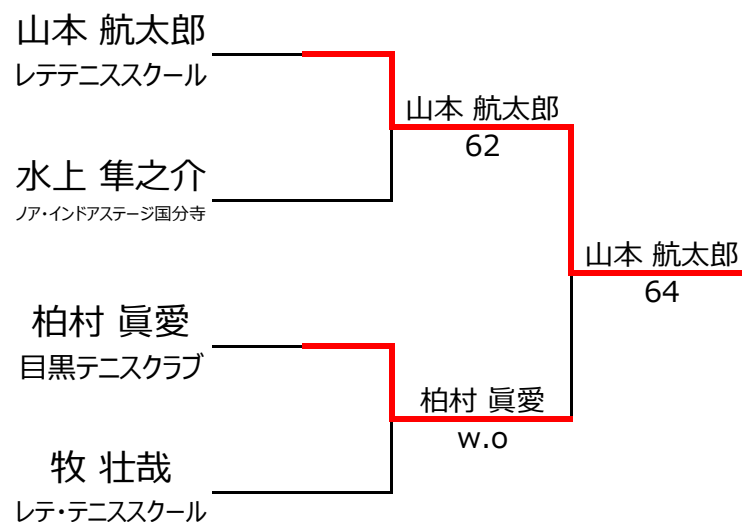 山本 航太郎
レテテニススクール
山本 航太郎
62
水上 隼之介
ノア・インドアステージ国分寺
山本 航太郎
64
柏村 眞愛
目黒テニスクラブ
柏村 眞愛
w.o
牧 壮哉
レテ・テニススクール